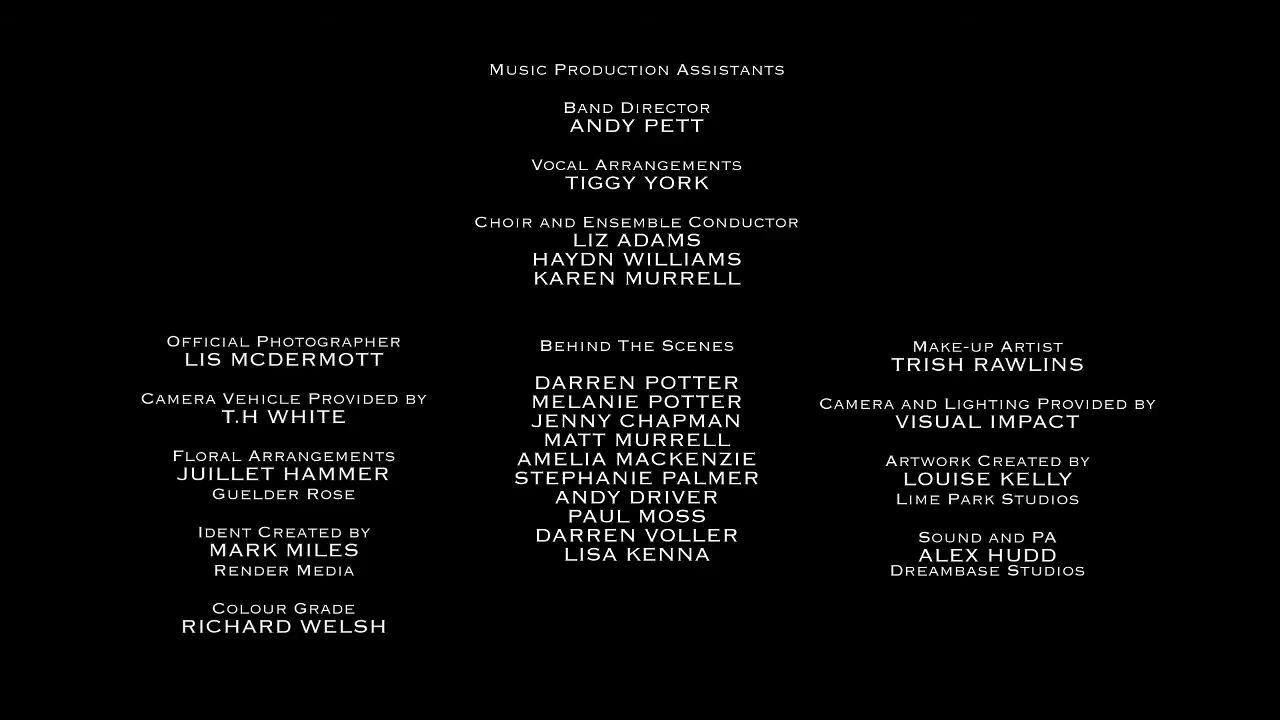 Music Production Assistants
Band Director
ANDY PETT
Vocal Arrangements
TIGGY YORK
Choir and Ensemble Conductor
LIZ ADAMS
HAYDN WILLIAMS
KAREN MURRELL
Official Photographer
LIS MCDERMOTT
Camera Vehicle Provided by
T.H WHITE
Floral Arrangements
JUILLET HAMMER
Guelder Rose
Ident Created by
MARK MILES
Render Media
Colour Grade
RICHARD WELSH
Behind The Scenes
DARREN POTTER
MELANIE POTTER
JENNY CHAPMAN
MATT MURRELL
AMELIA MACKENZIE
STEPHANIE PALMER
ANDY DRIVER
PAUL MOSS
DARREN VOLLER
LISA KENNA
Make-up Artist
TRISH RAWLINS
Camera and Lighting Provided by
VISUAL IMPACT
Artwork Created by
LOUISE KELLY
Lime Park Studios
Sound and PA
ALEX HUDD
Dreambase Studios